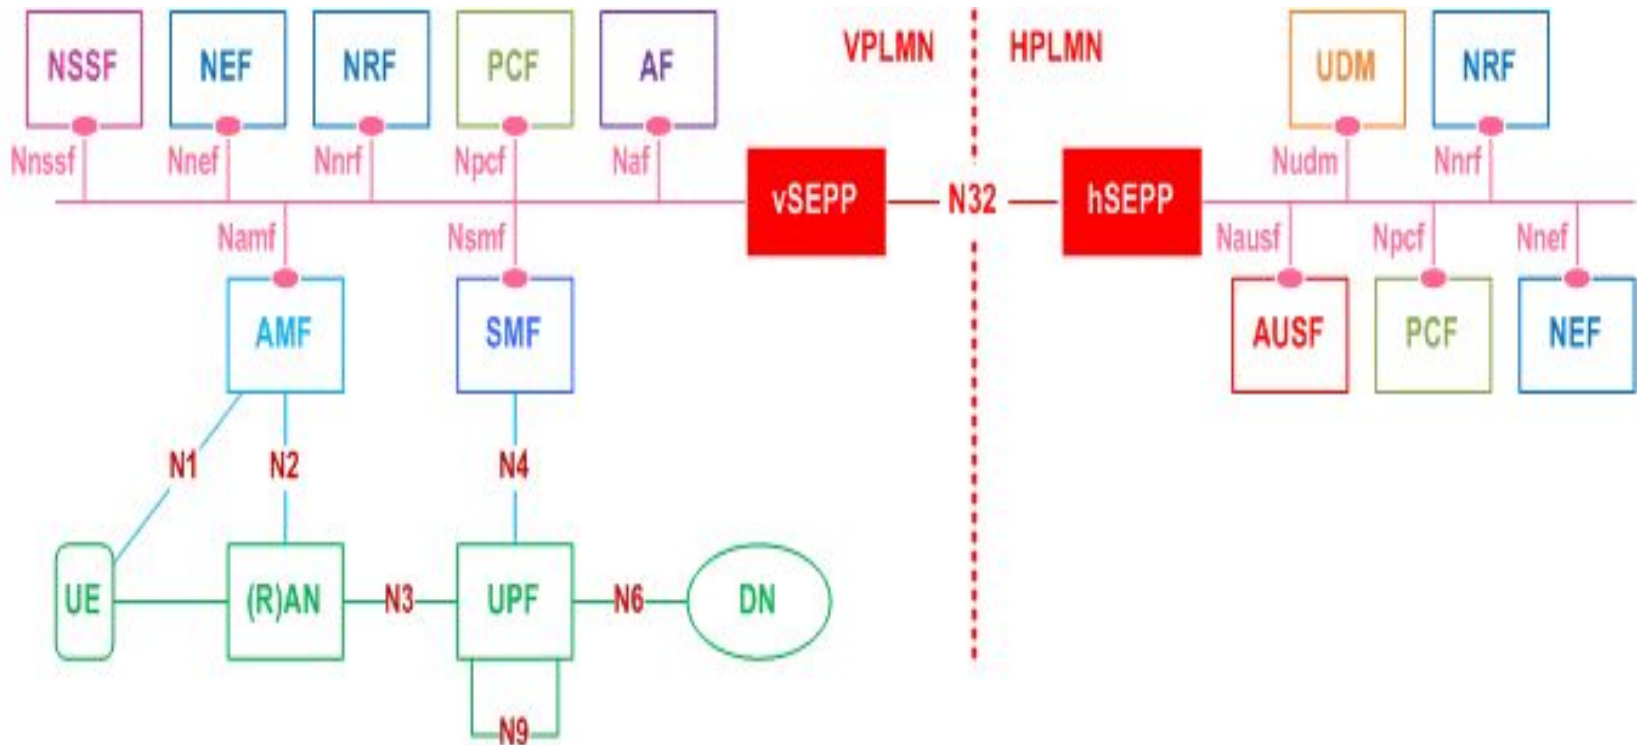 NSSF NEF NRF PCF AF VPLMN HPLMN UDM NRF
Nnssf Nnef Nnrf Npcf Naf Nudm Nnrf
vSEPP N32 hSEPP
Namf Nsmf Nausf Npcf Nnef
AMF SMF AUSF PCF NEF
N1 N2 N4
UE (R)AN N3 UPF N6 DN
N9